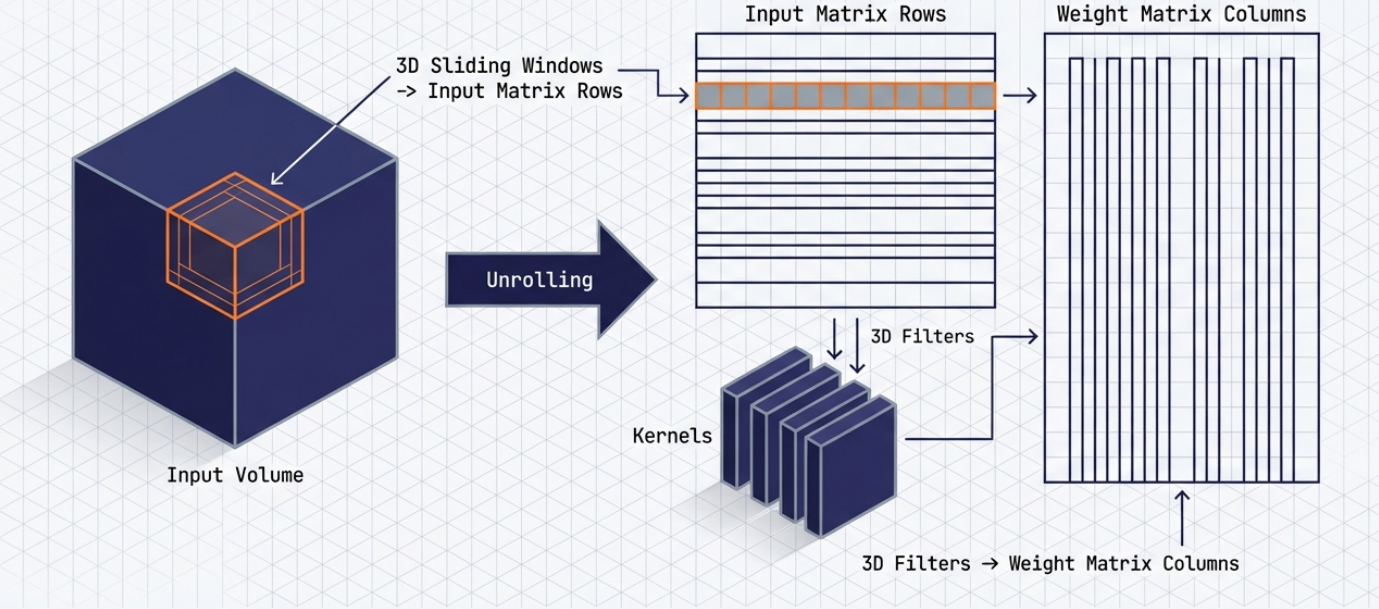 Input Matrix Rows
Weight Matrix Columns
3D Sliding Windows
-> Input Matrix Rows
Unrolling
3D Filters
Kernels
Input Volume
3D Filters → Weight Matrix Columns